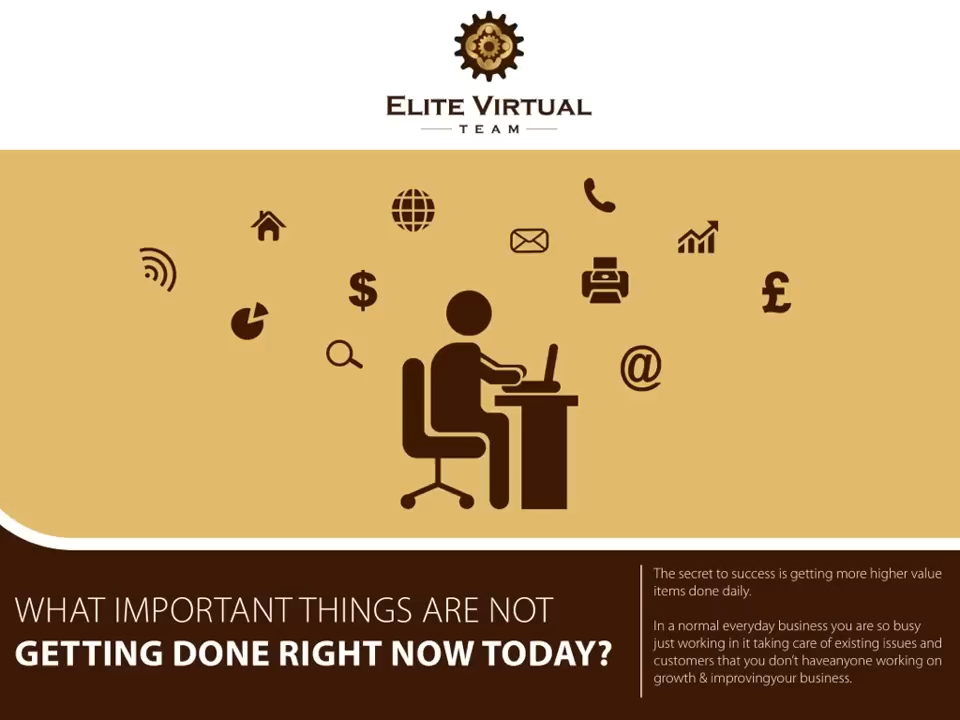 ELITE VIRTUAL
TEAM
$
£
@
WHAT IMPORTANT THINGS ARE NOT
GETTING DONE RIGHT NOW TODAY?
The secret to success is getting more higher value
items done daily.
In a normal everyday business you are so busy
just working in it taking care of existing issues and
customers that you don't haveanyone working on
growth & improvingyour business.